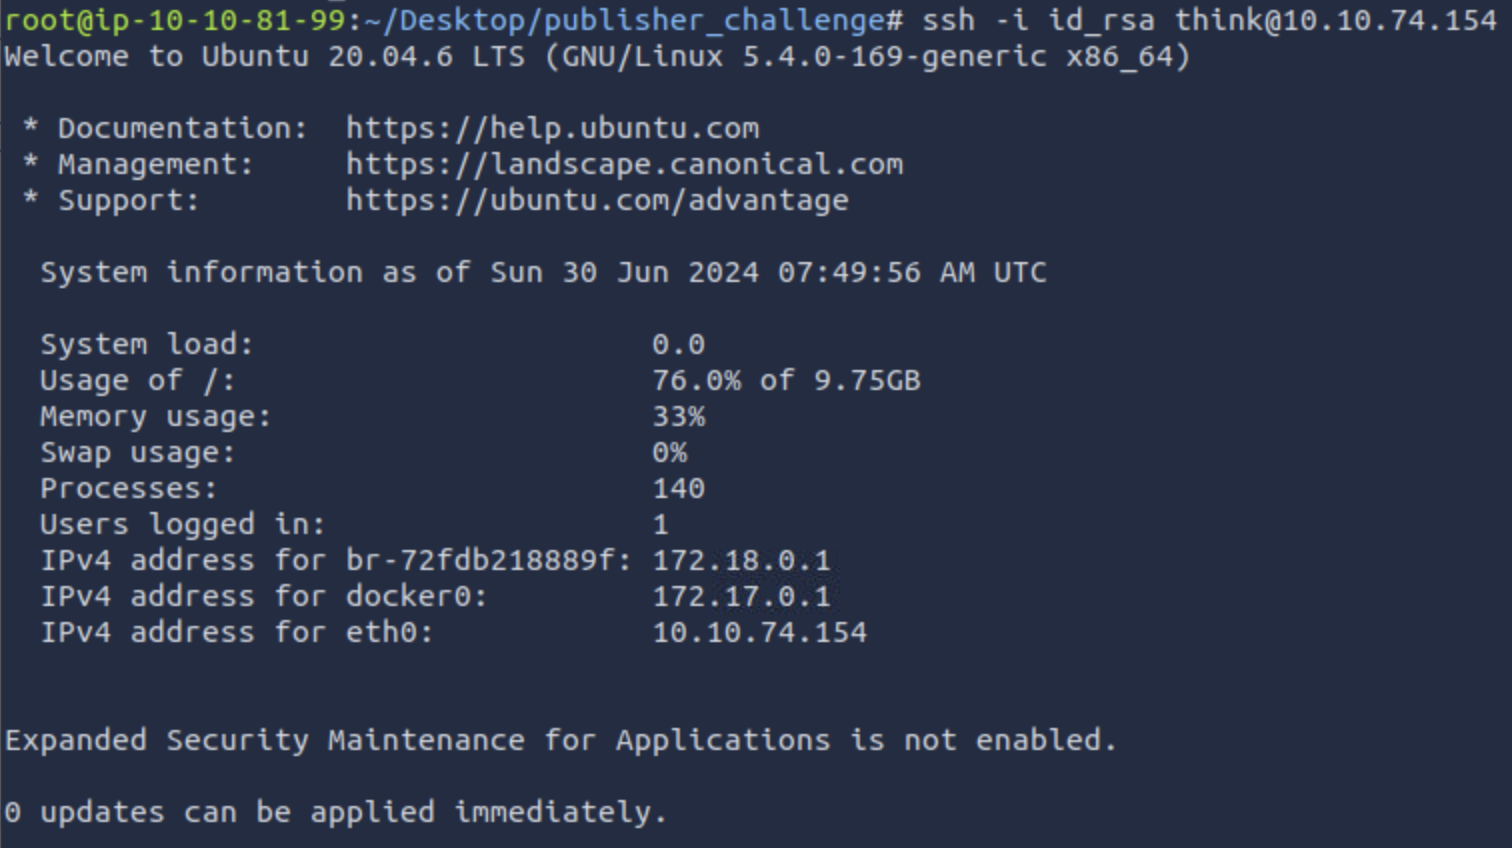 root@ip-10-10-81-99:~/Desktop/publisher_challenge# ssh -i id_rsa think@10.10.74.154
Welcome to Ubuntu 20.04.6 LTS (GNU/Linux 5.4.0-169-generic x86_64)
* Documentation: https://help.ubuntu.com
* Management: https://landscape.canonical.com
* Support: https://ubuntu.com/advantage
System information as of Sun 30 Jun 2024 07:49:56 AM UTC
System load: 0.0
Usage of /: 76.0% of 9.75GB
Memory usage: 33%
Swap usage: 0%
Processes: 140
Users logged in: 1
IPv4 address for br-72fdb218889f: 172.18.0.1
IPv4 address for docker0: 172.17.0.1
IPv4 address for eth0: 10.10.74.154
Expanded Security Maintenance for Applications is not enabled.
0 updates can be applied immediately.